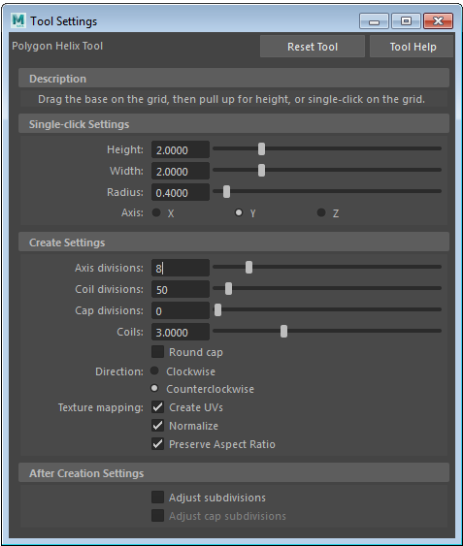 Tool Settings
Polygon Helix Tool Reset Tool Tool Help
Description
Drag the base on the grid, then pull up for height, or single-click on the grid.
Single-click Settings
Height: 2.0000
Width: 2.0000
Radius: 0.4000
Axis: X Y Z
Create Settings
Axis divisions: 8
Coil divisions: 50
Cap divisions: 0
Coils: 3.0000
Round cap
Direction: Clockwise
Counterclockwise
Texture mapping: Create UVs
Normalize
Preserve Aspect Ratio
After Creation Settings
Adjust subdivisions
Adjust cap subdivisions